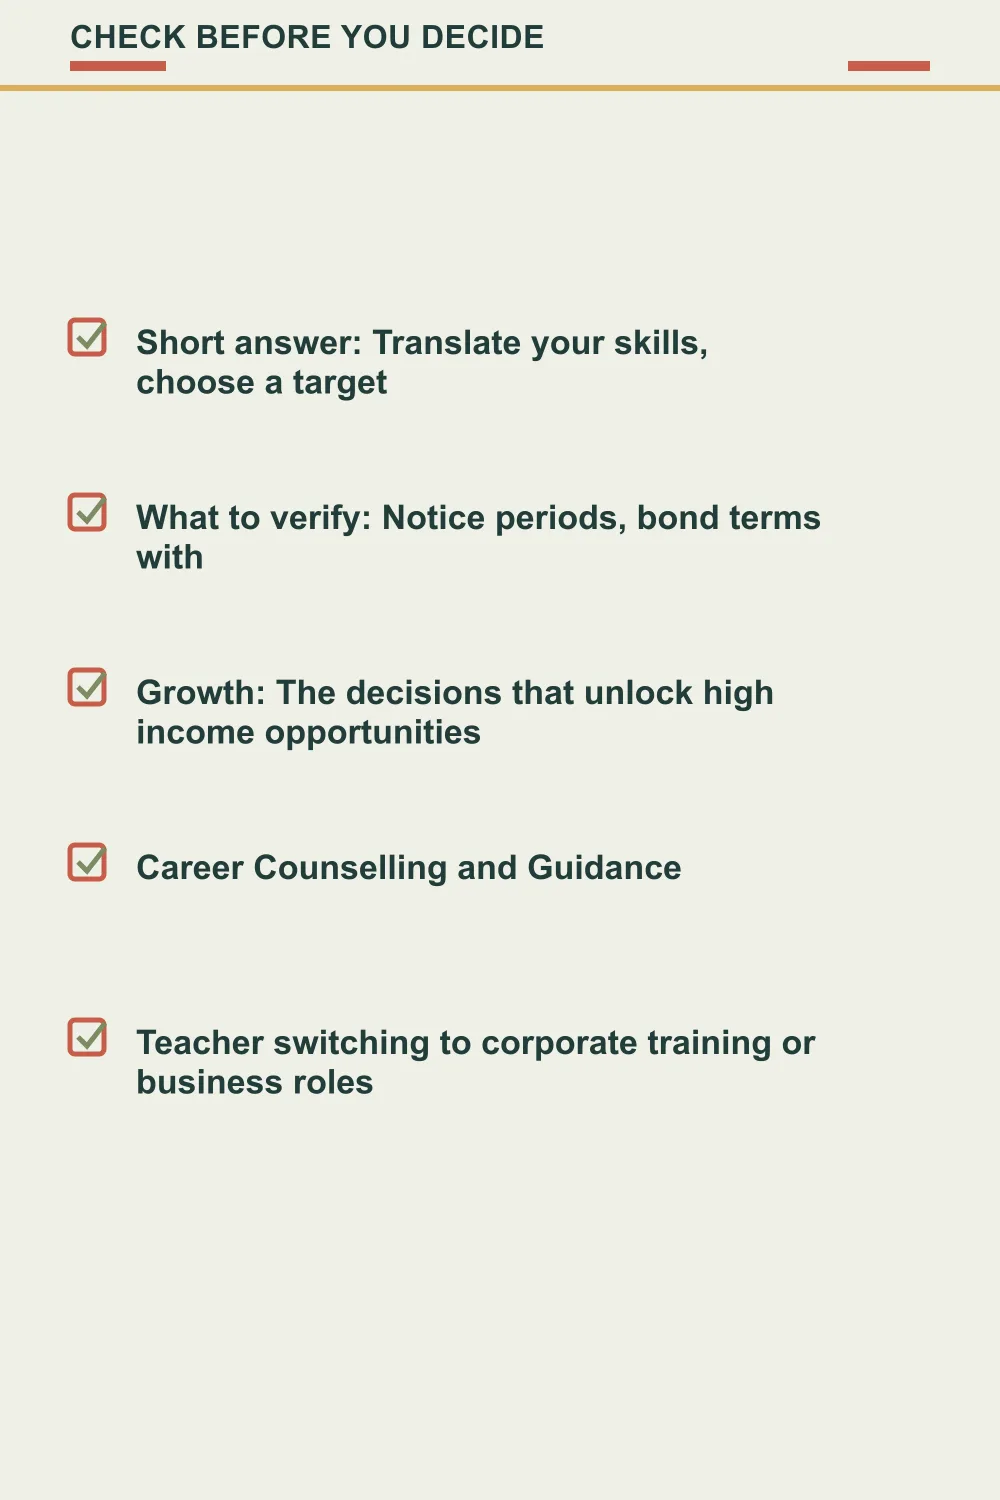 CHECK BEFORE YOU DECIDE
Short answer: Translate your skills,
choose a target
What to verify: Notice periods, bond terms
with
Growth: The decisions that unlock high
income opportunities
Career Counselling and Guidance
Teacher switching to corporate training or
business roles